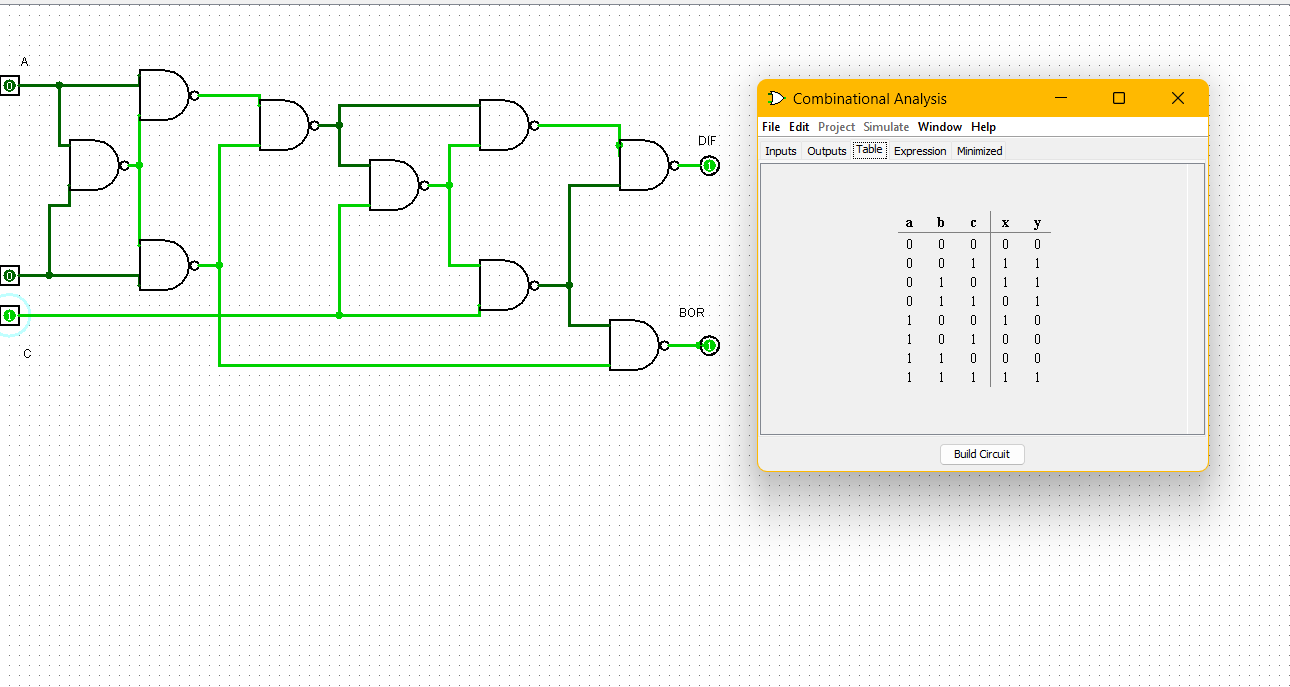 A
0
0
1
C
DIF
1
BOR
1
Combinational Analysis
File Edit Project Simulate Window Help
Inputs Outputs Table Expression Minimized
a b c x y
0 0 0 0 0
0 0 1 1 1
0 1 0 1 1
0 1 1 0 1
1 0 0 1 0
1 0 1 0 0
1 1 0 0 0
1 1 1 1 1
Build Circuit